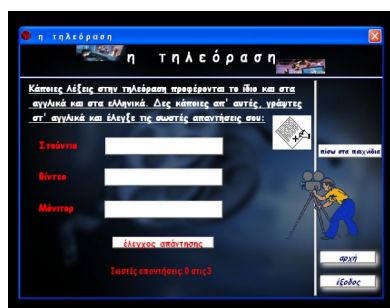 η τηλεόραση
η τηλεόραση
Κάποιες λέξεις στην τηλεόραση προφέρονται το ίδιο και στα
αγγλικά και στα ελληνικά. Δες κάποιες απ' αυτές, γράψτες
στ' αγγλικά και έλεγξε τις σωστές απαντήσεις σου:
Στούντιο
πίσω στα παιχνίδια
Βίντεο
Μόνιτορ
έλεγχος απάντησης
αρχή
Σωστές απαντήσεις: 0 στις 3
έξοδος